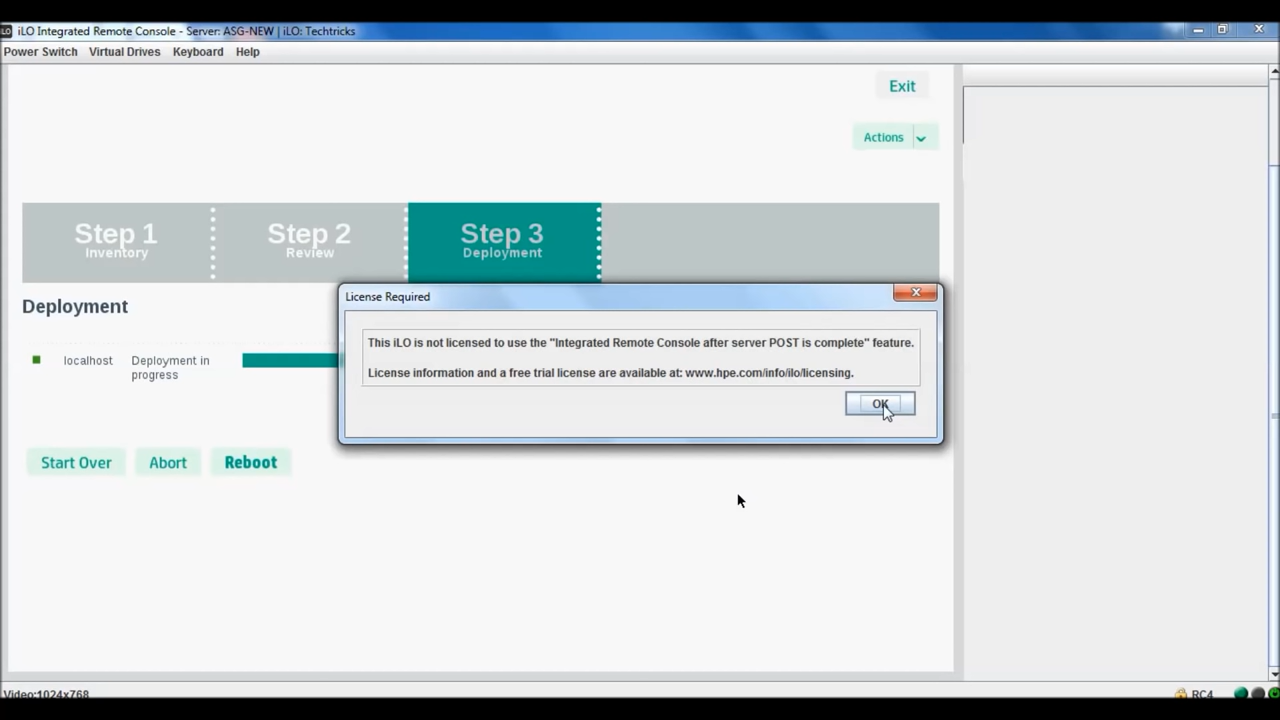 iLO Integrated Remote Console - Server: ASG-NEW | iLO: Techtricks
Power Switch Virtual Drives Keyboard Help
Exit
Actions
Step 1
Inventory
Step 2
Review
Step 3
Deployment
Deployment
License Required
This iLO is not licensed to use the "Integrated Remote Console after server POST is complete" feature.
License information and a free trial license are available at: www.hpe.com/info/ilo/licensing.
OK
localhost
Deployment in
progress
Start Over Abort Reboot
Video:1024x768
RC4